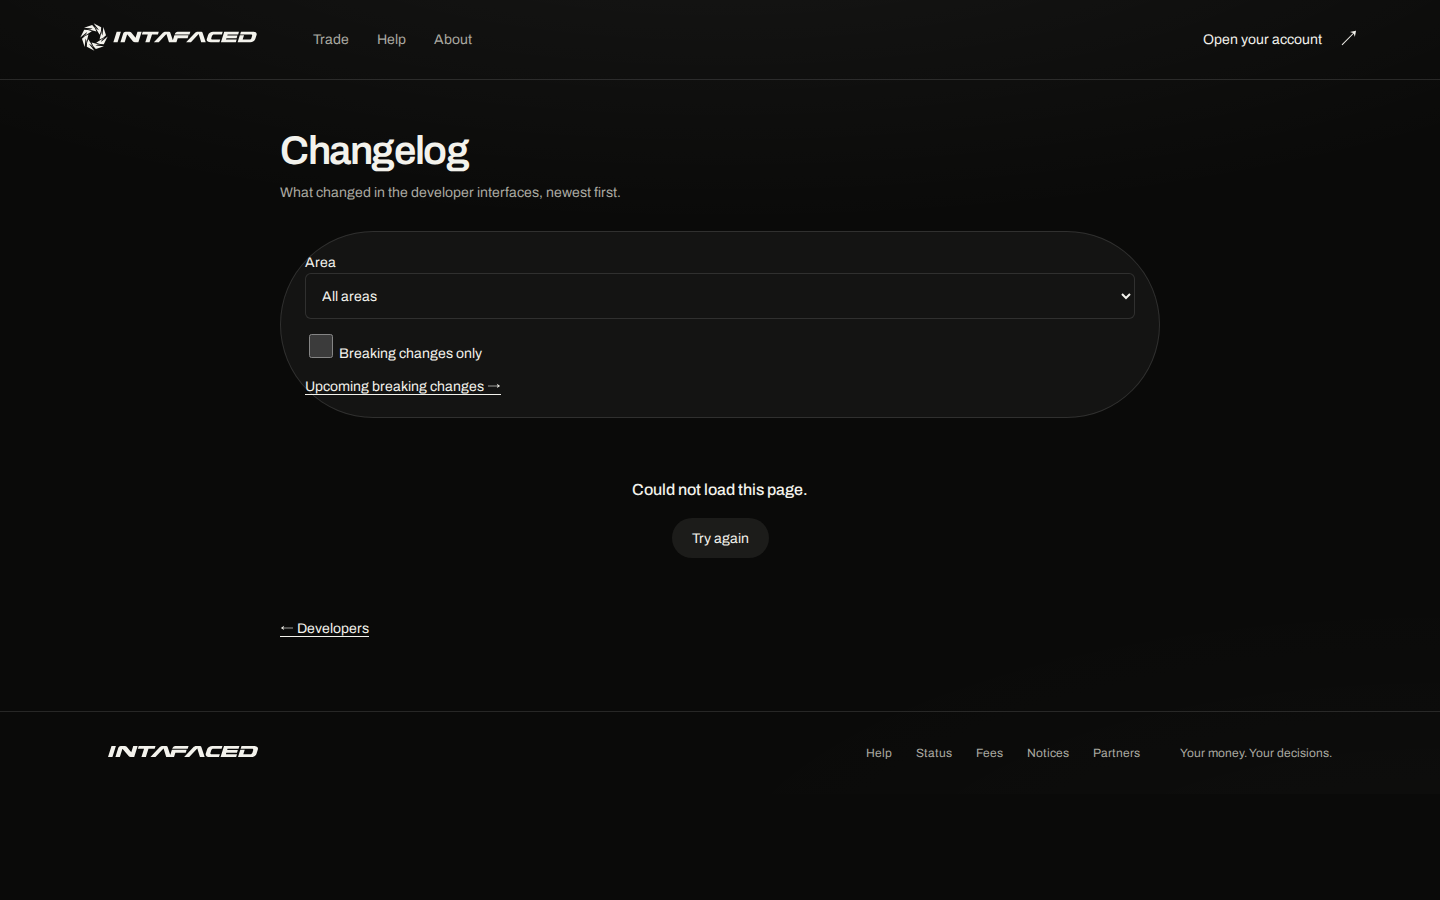 INTAFACED
Trade
Help
About
Open your account
Changelog
What changed in the developer interfaces, newest first.
Area
All areas
Breaking changes only
Upcoming breaking changes →
Could not load this page.
Try again
← Developers
INTAFACED
Help
Status
Fees
Notices
Partners
Your money. Your decisions.